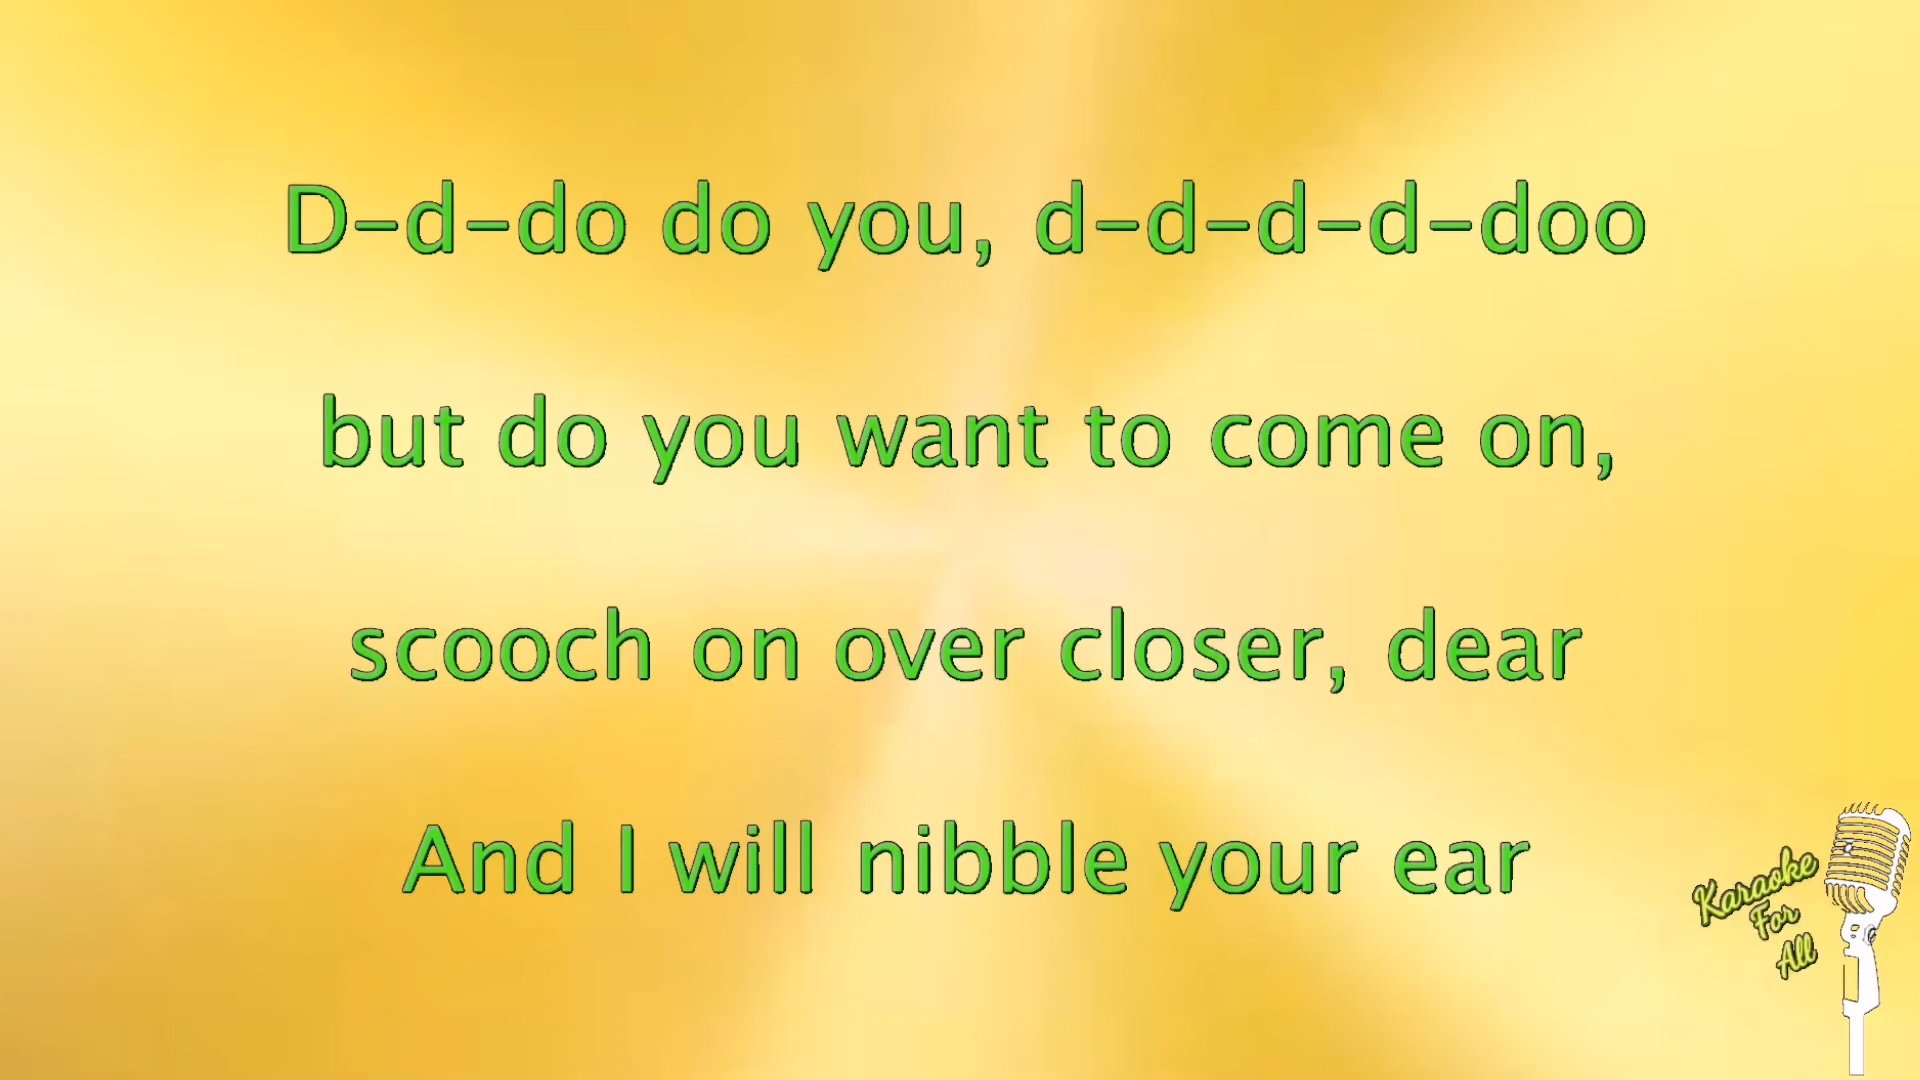 D-d-do do you, d-d-d-d-doo
but do you want to come on,
scooch on over closer, dear
And I will nibble your ear
Karaoke
For
All